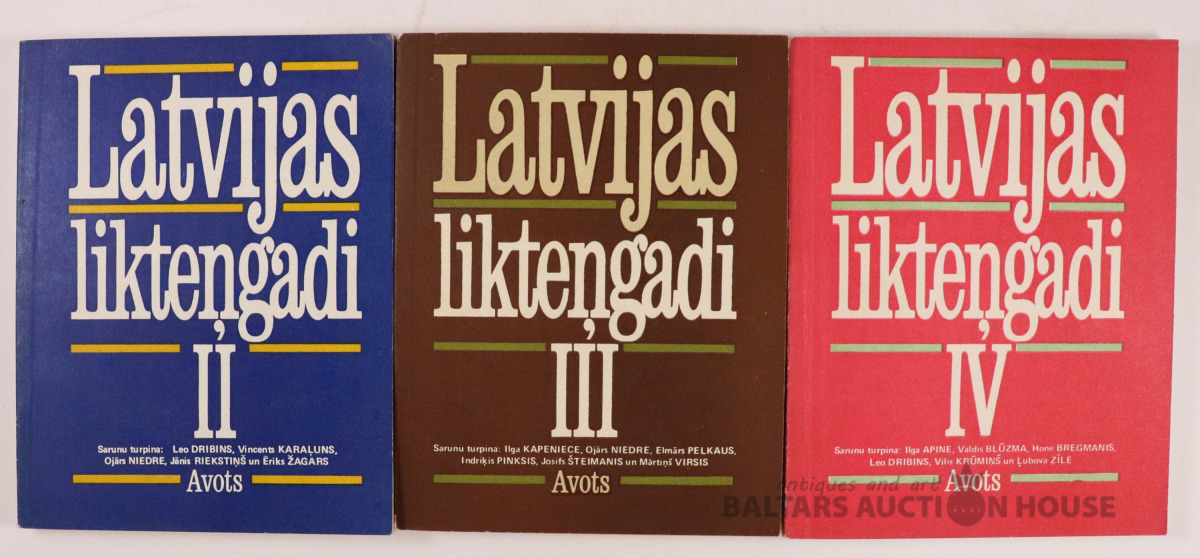 Latvijas
likteņgadi
II
Sarunu turpina: Leo DRIBINS, Vincents KARAĻUNS,
Ojārs NIEDRE, Jānis RIEKSTIŅŠ un Ēriks ŽAGARS
Avots
Latvijas
likteņgadi
III
Sarunu turpina: Ilga KAPENIECE, Ojārs NIEDRE, Elmārs PELKAUS,
Indriķis PINKSIS, Josifs ŠTEIMANIS un Mārtiņš VIRSIS
Avots
Latvijas
likteņgadi
IV
Sarunu turpina: Ilga APINE, Valdis BLŪZMA, Hone BREGMANIS,
Leo DRIBINS, Vilis KRŪMIŅŠ un Ļubova ZĪLE
Avots
antiques and art
BALTARS AUCTION HOUSE